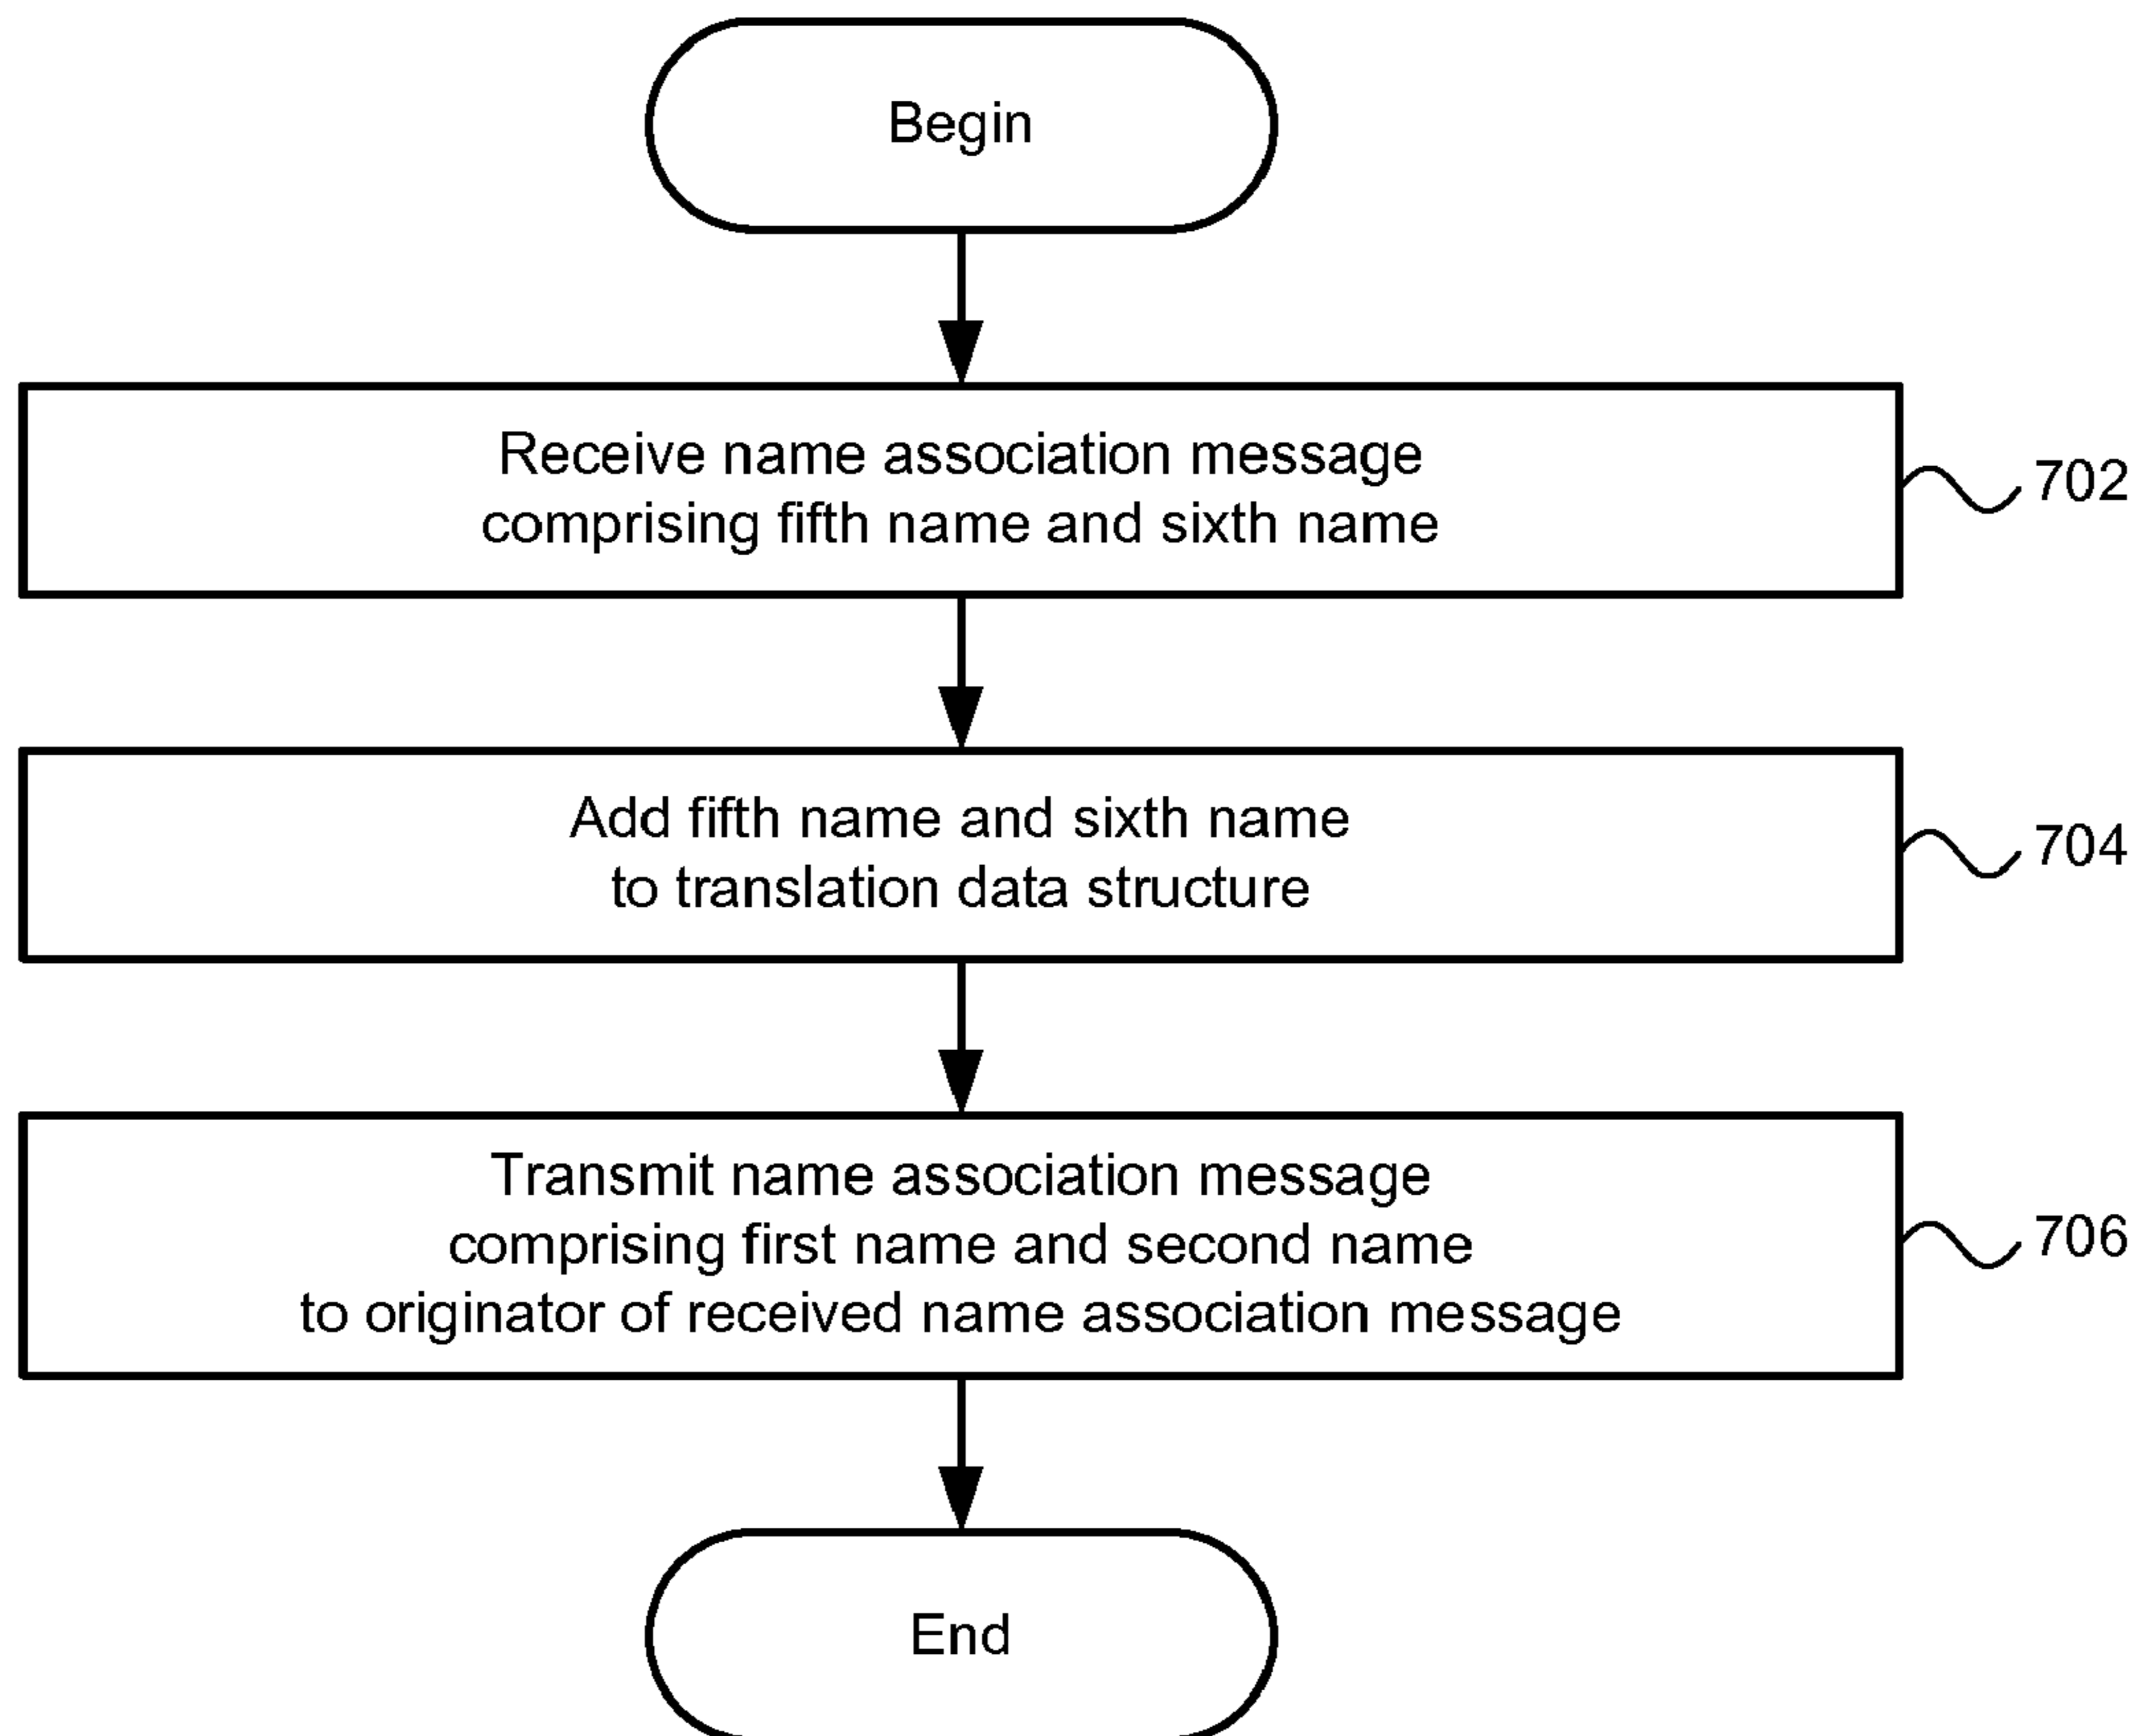 Begin
Receive name association message
comprising fifth name and sixth name
702
Add fifth name and sixth name
to translation data structure
704
Transmit name association message
comprising first name and second name
to originator of received name association message
706
End